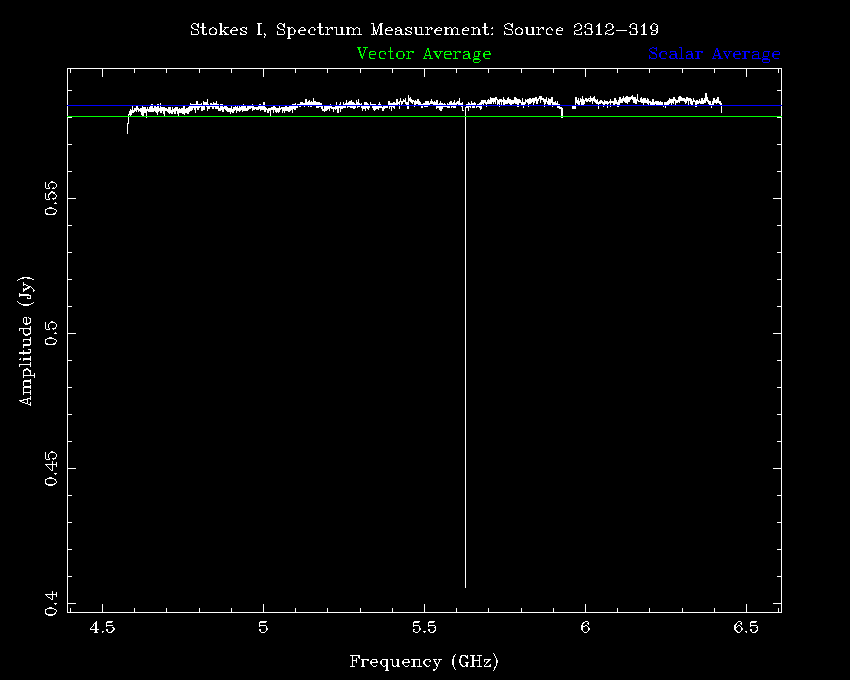 Stokes I, Spectrum Measurement: Source 2312−319
Vector Average
Scalar Average
Amplitude (Jy)
0.55
0.5
0.45
0.4
4.5
5
5.5
6
6.5
Frequency (GHz)